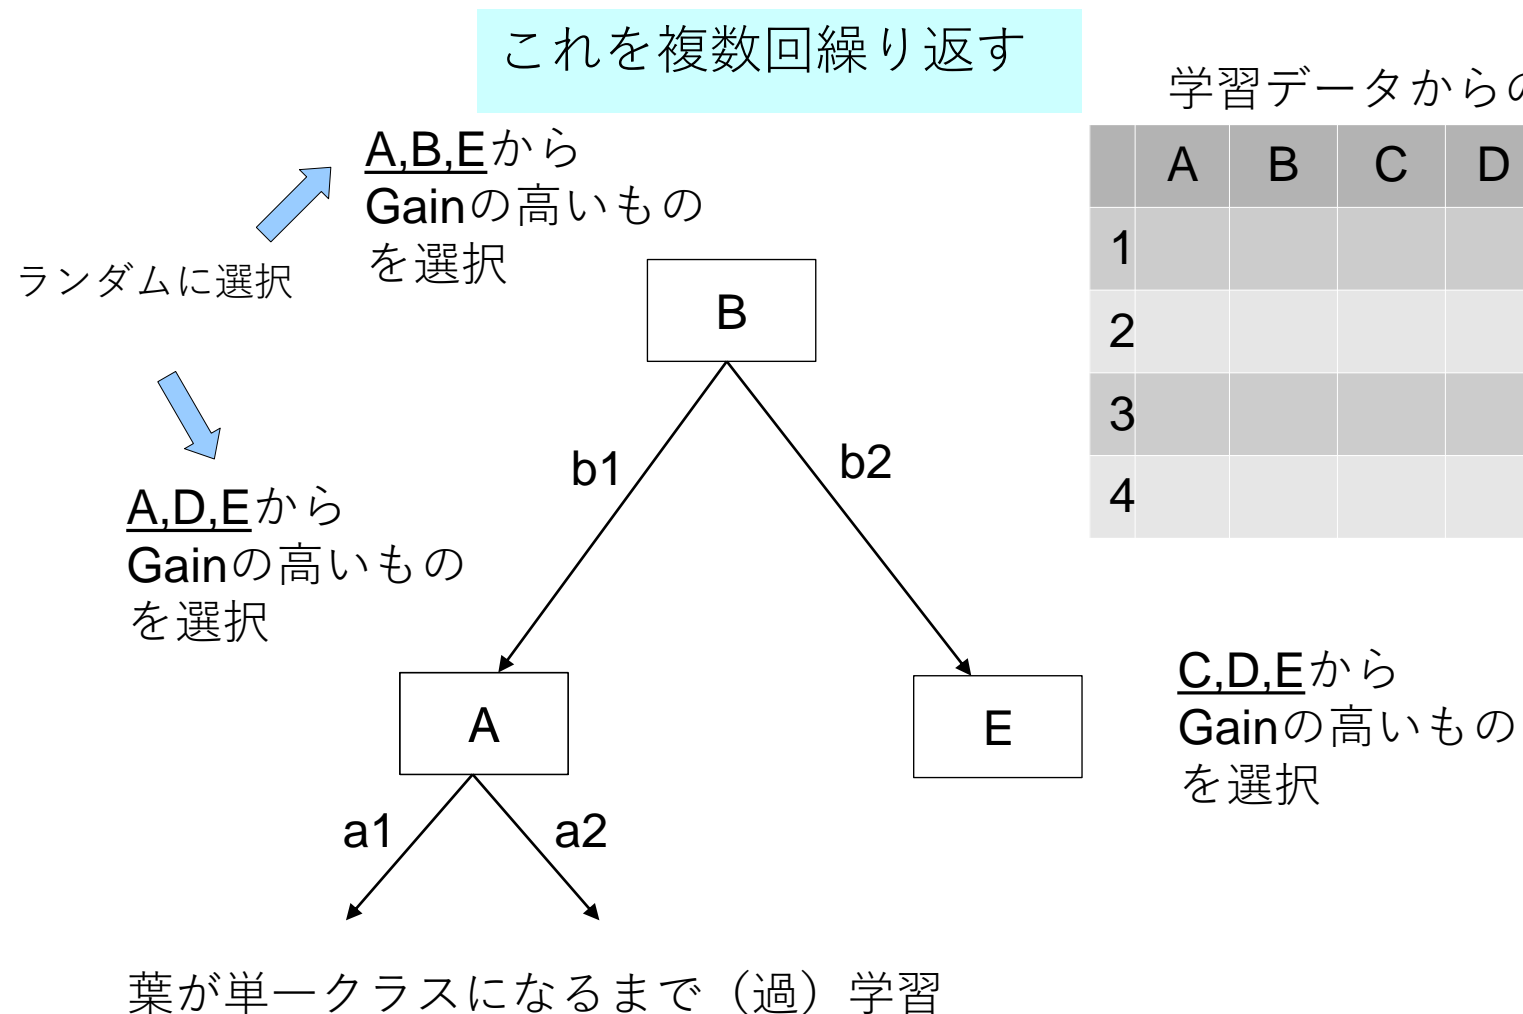 これを複数回繰り返す
学習データからの
A,B,Eから
Gainの高いもの
を選択
ランダムに選択
A B C D
1
2
3
4
B
b1 b2
A,D,Eから
Gainの高いもの
を選択
C,D,Eから
Gainの高いもの
を選択
A
E
a1 a2
葉が単一クラスになるまで（過）学習